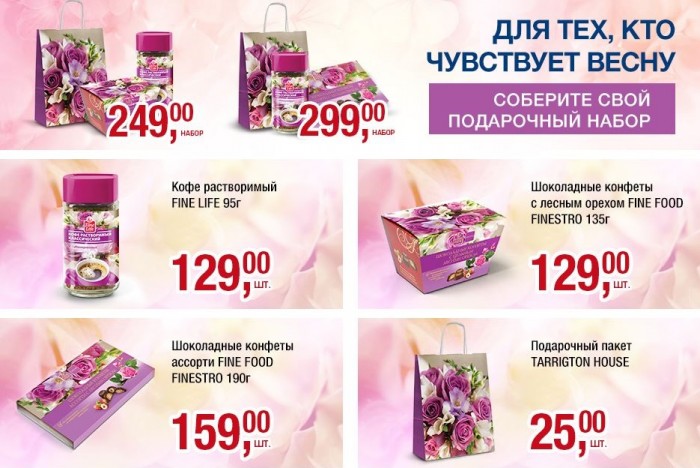 ДЛЯ ТЕХ, КТО
ЧУВСТВУЕТ ВЕСНУ
СОБЕРИТЕ СВОЙ
ПОДАРОЧНЫЙ НАБОР
249,00 НАБОР
299,00 НАБОР
Кофе растворимый
FINE LIFE 95г
129,00 ШТ.
Шоколадные конфеты
с лесным орехом FINE FOOD
FINESTRO 135г
129,00 ШТ.
Шоколадные конфеты
ассорти FINE FOOD
FINESTRO 190г
159,00 ШТ.
Подарочный пакет
TARRIGTON HOUSE
25,00 ШТ.